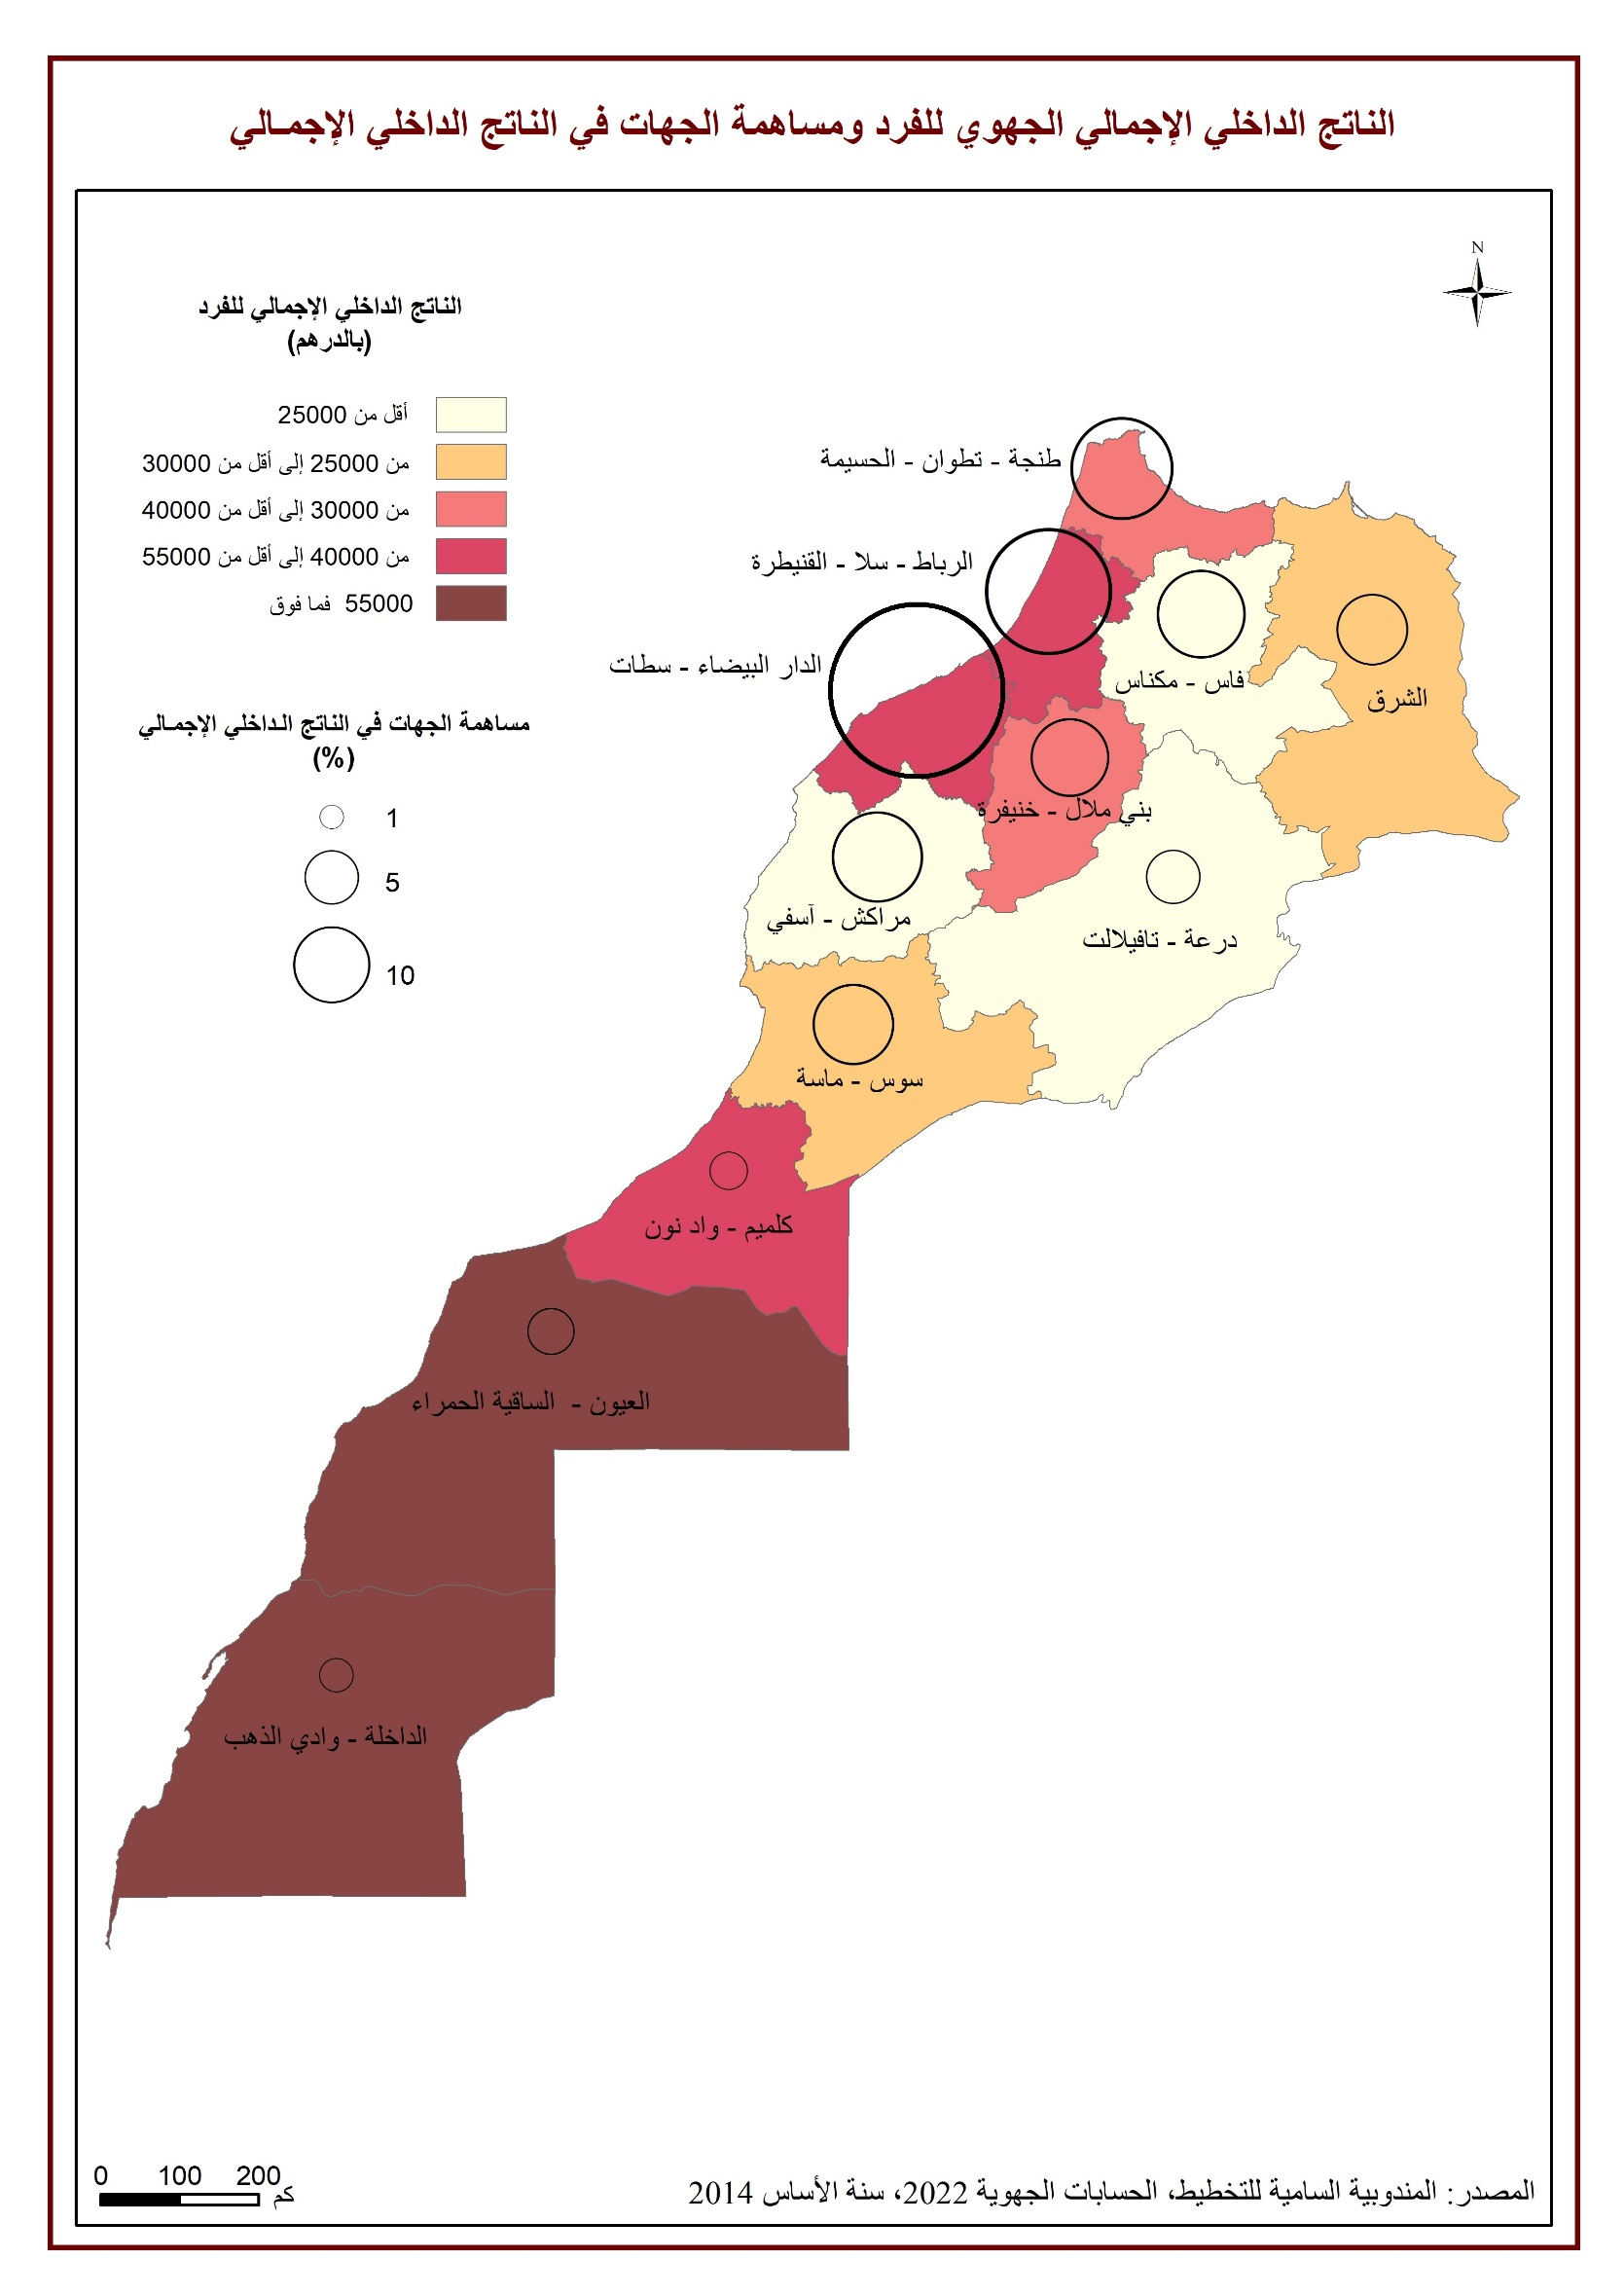 الناتج الداخلي الإجمالي الجهوي للفرد ومساهمة الجهات في الناتج الداخلي الإجمـالي
N
الناتج الداخلي الإجمالي للفرد
(بالدرهم)
أقل من 25000
من 25000 إلى أقل من 30000
من 30000 إلى أقل من 40000
من 40000 إلى أقل من 55000
55000 فما فوق
مساهمة الجهات في الناتج الـداخلي الإجمـالي
(%)
1
5
10
طنجة - تطوان - الحسيمة
الرباط - سلا - القنيطرة
الدار البيضاء - سطات
فاس - مكناس
الشرق
بني ملال - خنيفرة
مراكش - آسفي
درعة - تافيلالت
سوس - ماسة
كلميم - واد نون
العيون - الساقية الحمراء
الداخلة - وادي الذهب
0 100 200
كم
المصدر: المندوبية السامية للتخطيط، الحسابات الجهوية 2022، سنة الأساس 2014